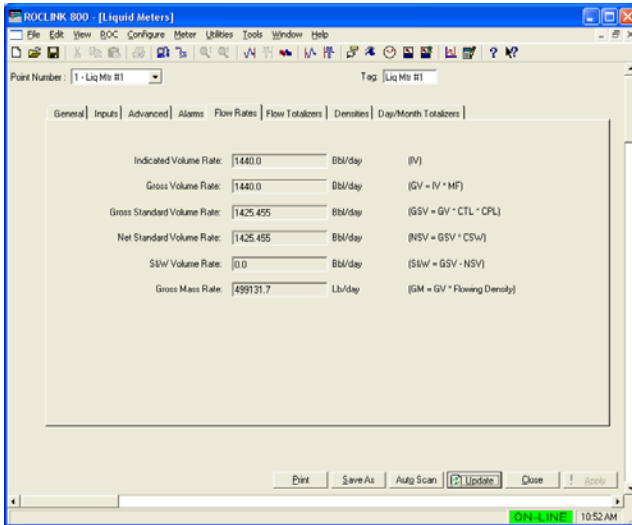 ROCLINK 800 - [Liquid Meters]
File Edit View ROC Configure Meter Utilities Tools Window Help
Point Number : 1 - Liq Mtr #1 Tag: Liq Mtr #1
General Inputs Advanced Alarms Flow Rates Flow Totalizers Densities Day/Month Totalizers
Indicated Volume Rate: 1440.0 Bbl/day (IV)
Gross Volume Rate: 1440.0 Bbl/day (GV = IV * MF)
Gross Standard Volume Rate: 1425.455 Bbl/day (GSV = GV * CTL * CPL)
Net Standard Volume Rate: 1425.455 Bbl/day (NSV = GSV * CSW)
S&W Volume Rate: 0.0 Bbl/day (S&W = GSV - NSV)
Gross Mass Rate: 499131.7 Lb/day (GM = GV * Flowing Density)
Print Save As Auto Scan Update Close ! Apply
ON-LINE 10:52 AM